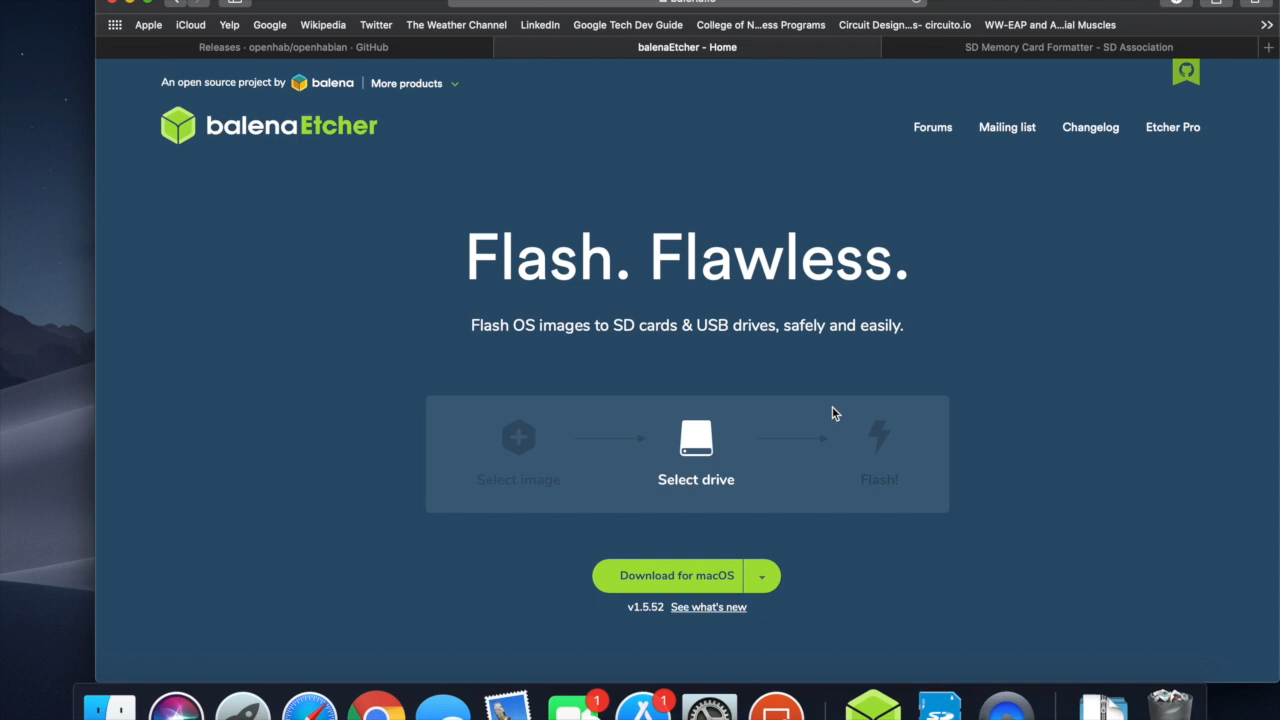 Apple iCloud Yelp Google Wikipedia Twitter The Weather Channel LinkedIn Google Tech Dev Guide College of N...ess Programs Circuit Design...s- circuito.io WW-EAP and A...ial Muscles
Releases · openhab/openhabian · GitHub
balenaEtcher - Home
SD Memory Card Formatter - SD Association
An open source project by balena | More products
balenaEtcher
Forums Mailing list Changelog Etcher Pro
Flash. Flawless.
Flash OS images to SD cards & USB drives, safely and easily.
Select image Select drive Flash!
Download for macOS
v1.5.52 See what's new
1 1